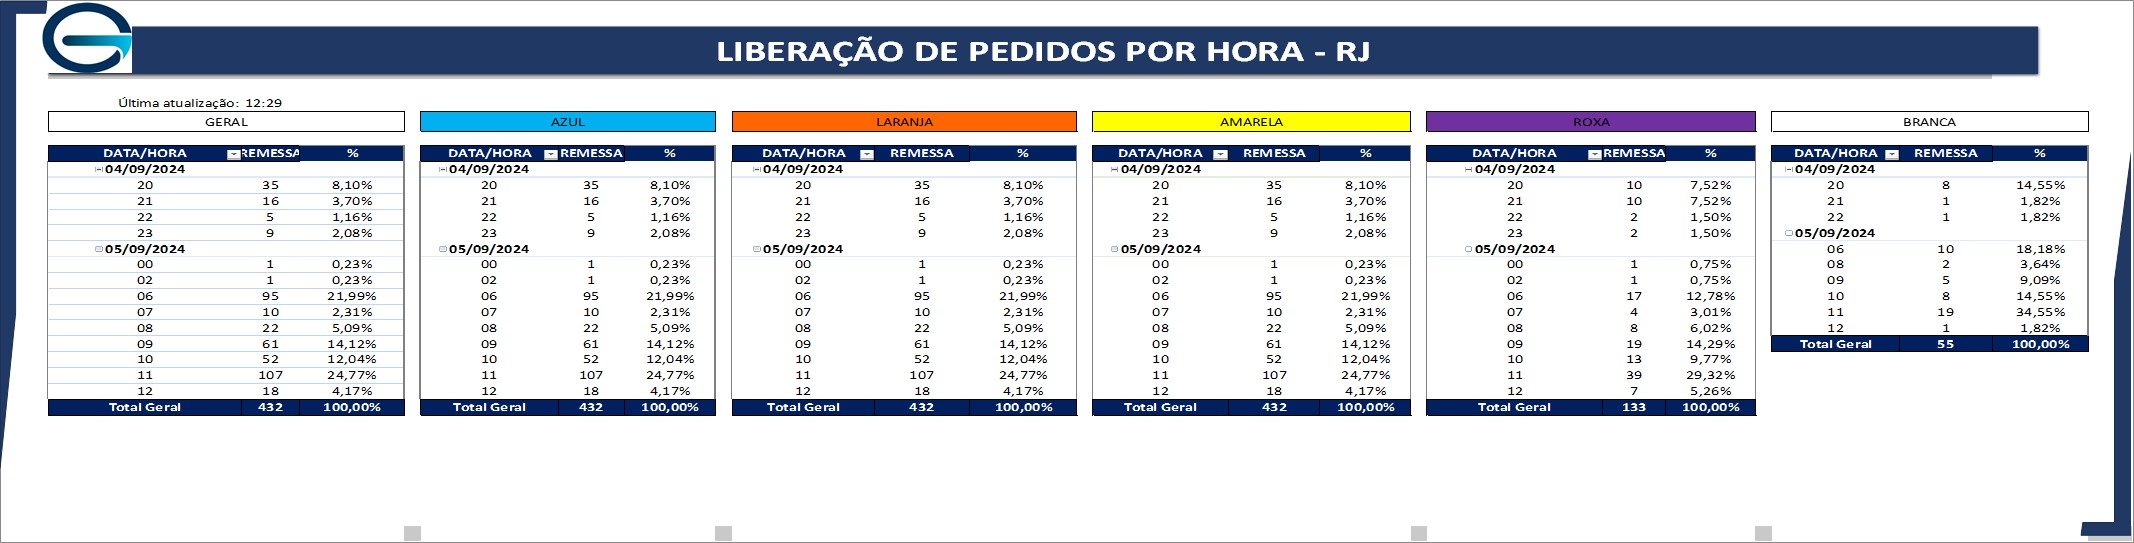 LIBERAÇÃO DE PEDIDOS POR HORA - RJ
Última atualização: 12:29
GERAL AZUL LARANJA AMARELA ROXA BRANCA
DATA/HORA REMESSA % DATA/HORA REMESSA % DATA/HORA REMESSA % DATA/HORA REMESSA % DATA/HORA REMESSA % DATA/HORA REMESSA %
04/09/2024 04/09/2024 04/09/2024 04/09/2024 04/09/2024 04/09/2024
20 35 8,10% 20 35 8,10% 20 35 8,10% 20 35 8,10% 20 10 7,52% 20 8 14,55%
21 16 3,70% 21 16 3,70% 21 16 3,70% 21 16 3,70% 21 10 7,52% 21 1 1,82%
22 5 1,16% 22 5 1,16% 22 5 1,16% 22 5 1,16% 22 2 1,50% 22 1 1,82%
23 9 2,08% 23 9 2,08% 23 9 2,08% 23 9 2,08% 23 2 1,50% 05/09/2024
05/09/2024 05/09/2024 05/09/2024 05/09/2024 05/09/2024 06 10 18,18%
00 1 0,23% 00 1 0,23% 00 1 0,23% 00 1 0,23% 00 1 0,75% 08 2 3,64%
02 1 0,23% 02 1 0,23% 02 1 0,23% 02 1 0,23% 02 1 0,75% 09 5 9,09%
06 95 21,99% 06 95 21,99% 06 95 21,99% 06 95 21,99% 06 17 12,78% 10 8 14,55%
07 10 2,31% 07 10 2,31% 07 10 2,31% 07 10 2,31% 07 4 3,01% 11 19 34,55%
08 22 5,09% 08 22 5,09% 08 22 5,09% 08 22 5,09% 08 8 6,02% 12 1 1,82%
09 61 14,12% 09 61 14,12% 09 61 14,12% 09 61 14,12% 09 19 14,29% Total Geral 55 100,00%
10 52 12,04% 10 52 12,04% 10 52 12,04% 10 52 12,04% 10 13 9,77%
11 107 24,77% 11 107 24,77% 11 107 24,77% 11 107 24,77% 11 39 29,32%
12 18 4,17% 12 18 4,17% 12 18 4,17% 12 18 4,17% 12 7 5,26%
Total Geral 432 100,00% Total Geral 432 100,00% Total Geral 432 100,00% Total Geral 432 100,00% Total Geral 133 100,00%